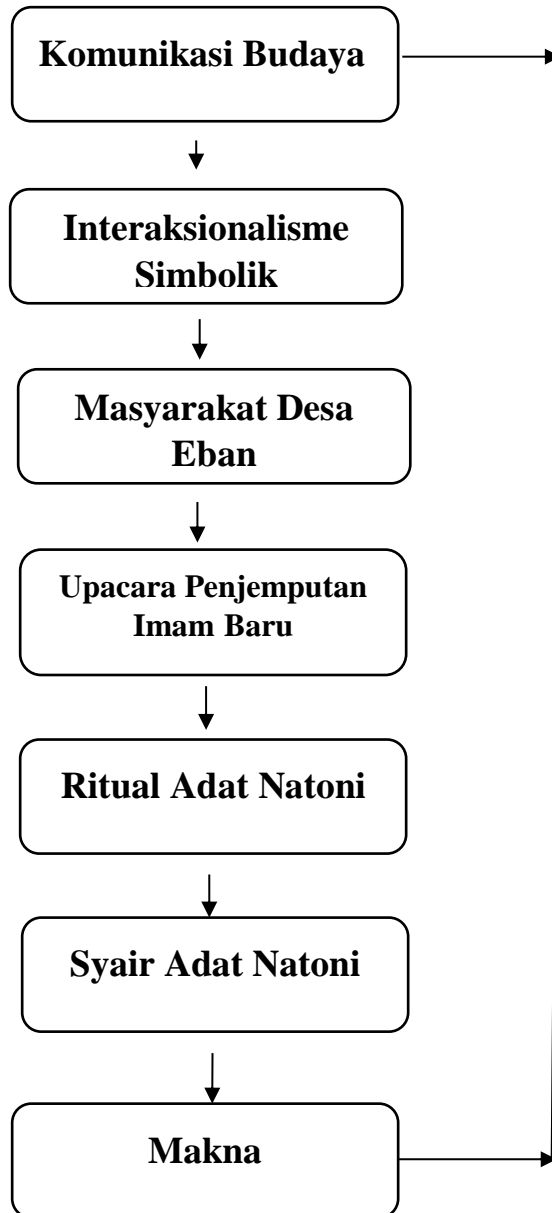 Komunikasi Budaya
Interaksionalisme
Simbolik
Masyarakat Desa
Eban
Upacara Penjemputan
Imam Baru
Ritual Adat Natoni
Syair Adat Natoni
Makna